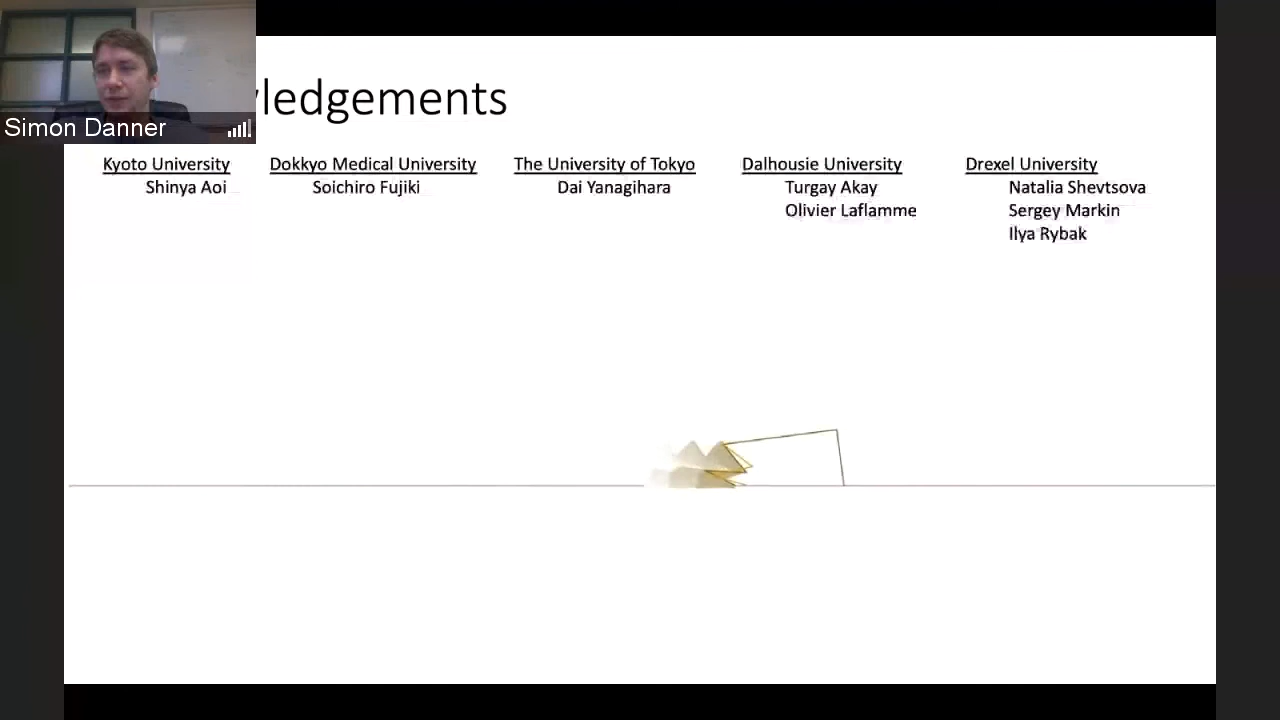 Simon Danner
ledgements
Kyoto University
Shinya Aoi
Dokkyo Medical University
Soichiro Fujiki
The University of Tokyo
Dai Yanagihara
Dalhousie University
Turgay Akay
Olivier Laflamme
Drexel University
Natalia Shevtsova
Sergey Markin
Ilya Rybak